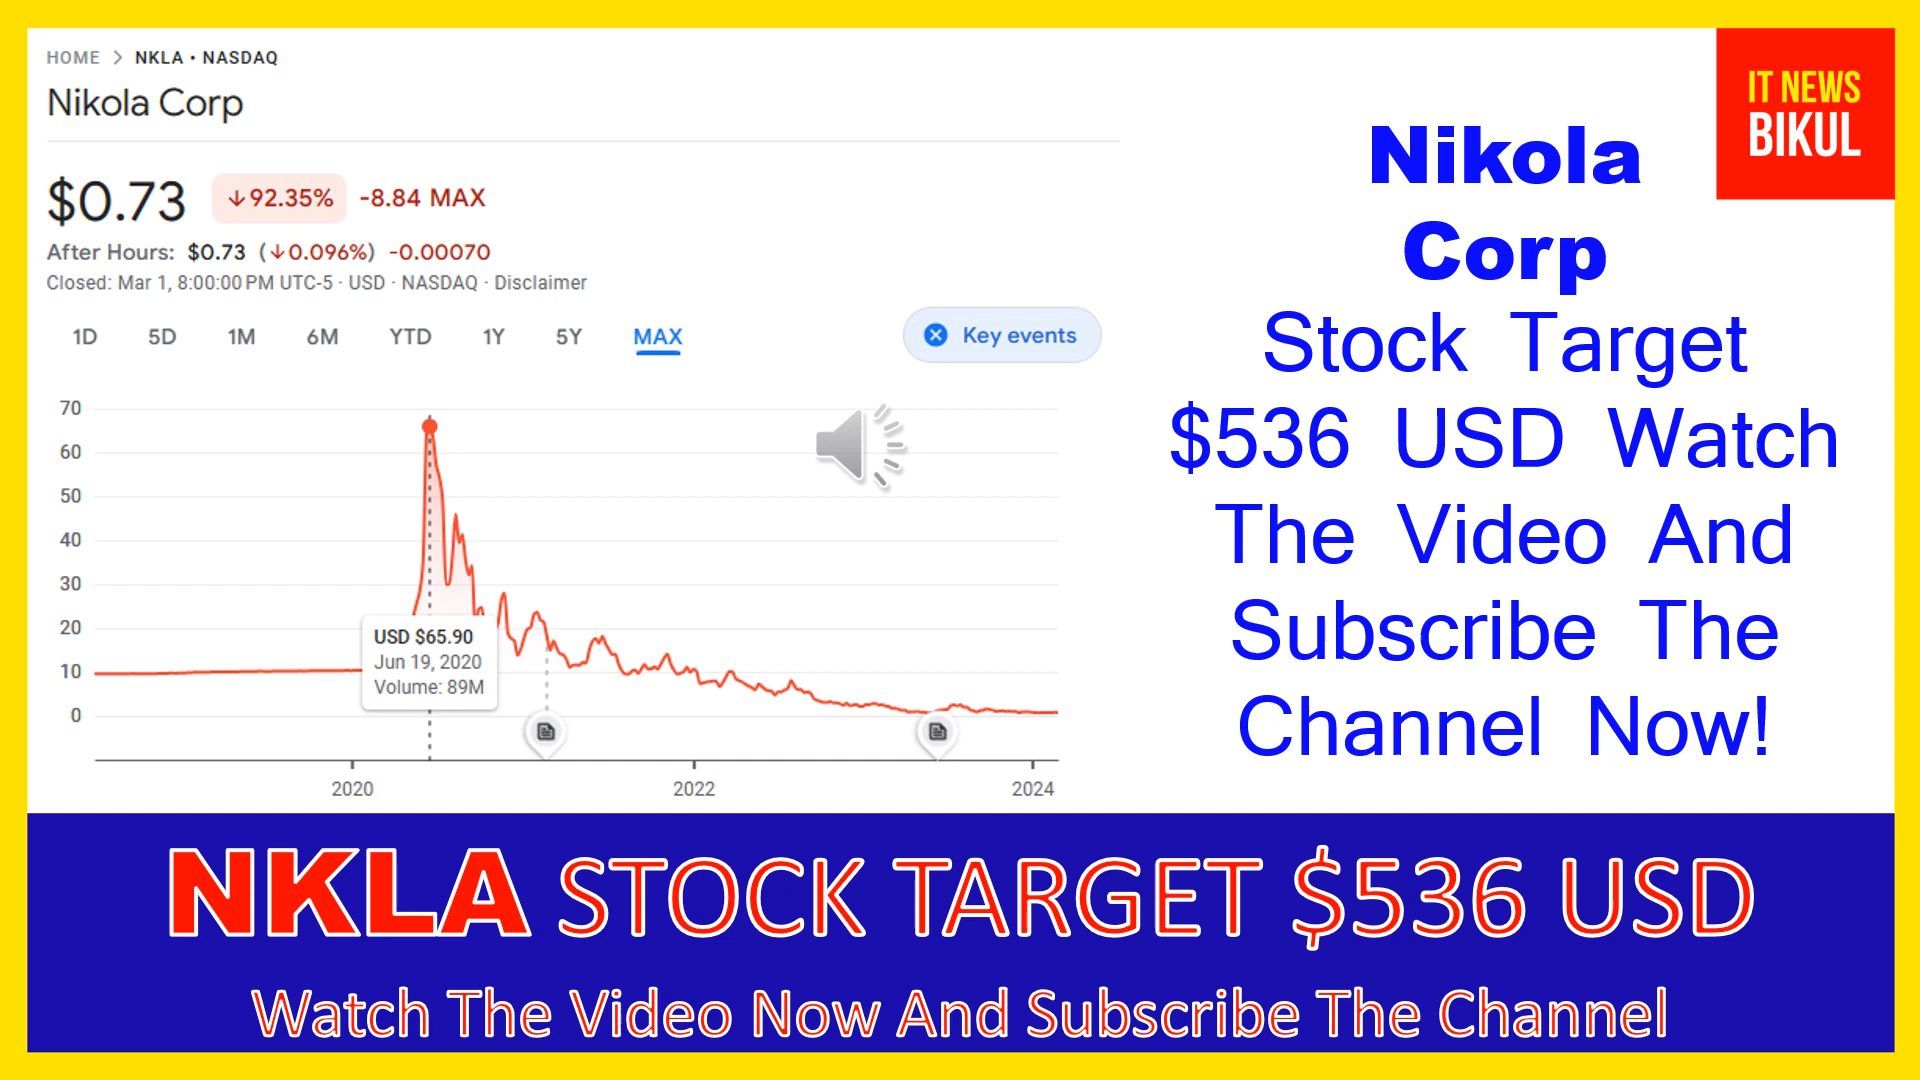 HOME > NKLA • NASDAQ
Nikola Corp
$0.73 ↓92.35% -8.84 MAX
After Hours: $0.73 (↓0.096%) -0.00070
Closed: Mar 1, 8:00:00 PM UTC-5 · USD · NASDAQ · Disclaimer
1D 5D 1M 6M YTD 1Y 5Y MAX
Key events
70
60
50
40
30
20
10
0
USD $65.90
Jun 19, 2020
Volume: 89M
2020 2022 2024
IT NEWS
BIKUL
Nikola
Corp
Stock Target
$536 USD Watch
The Video And
Subscribe The
Channel Now!
NKLA STOCK TARGET $536 USD
Watch The Video Now And Subscribe The Channel